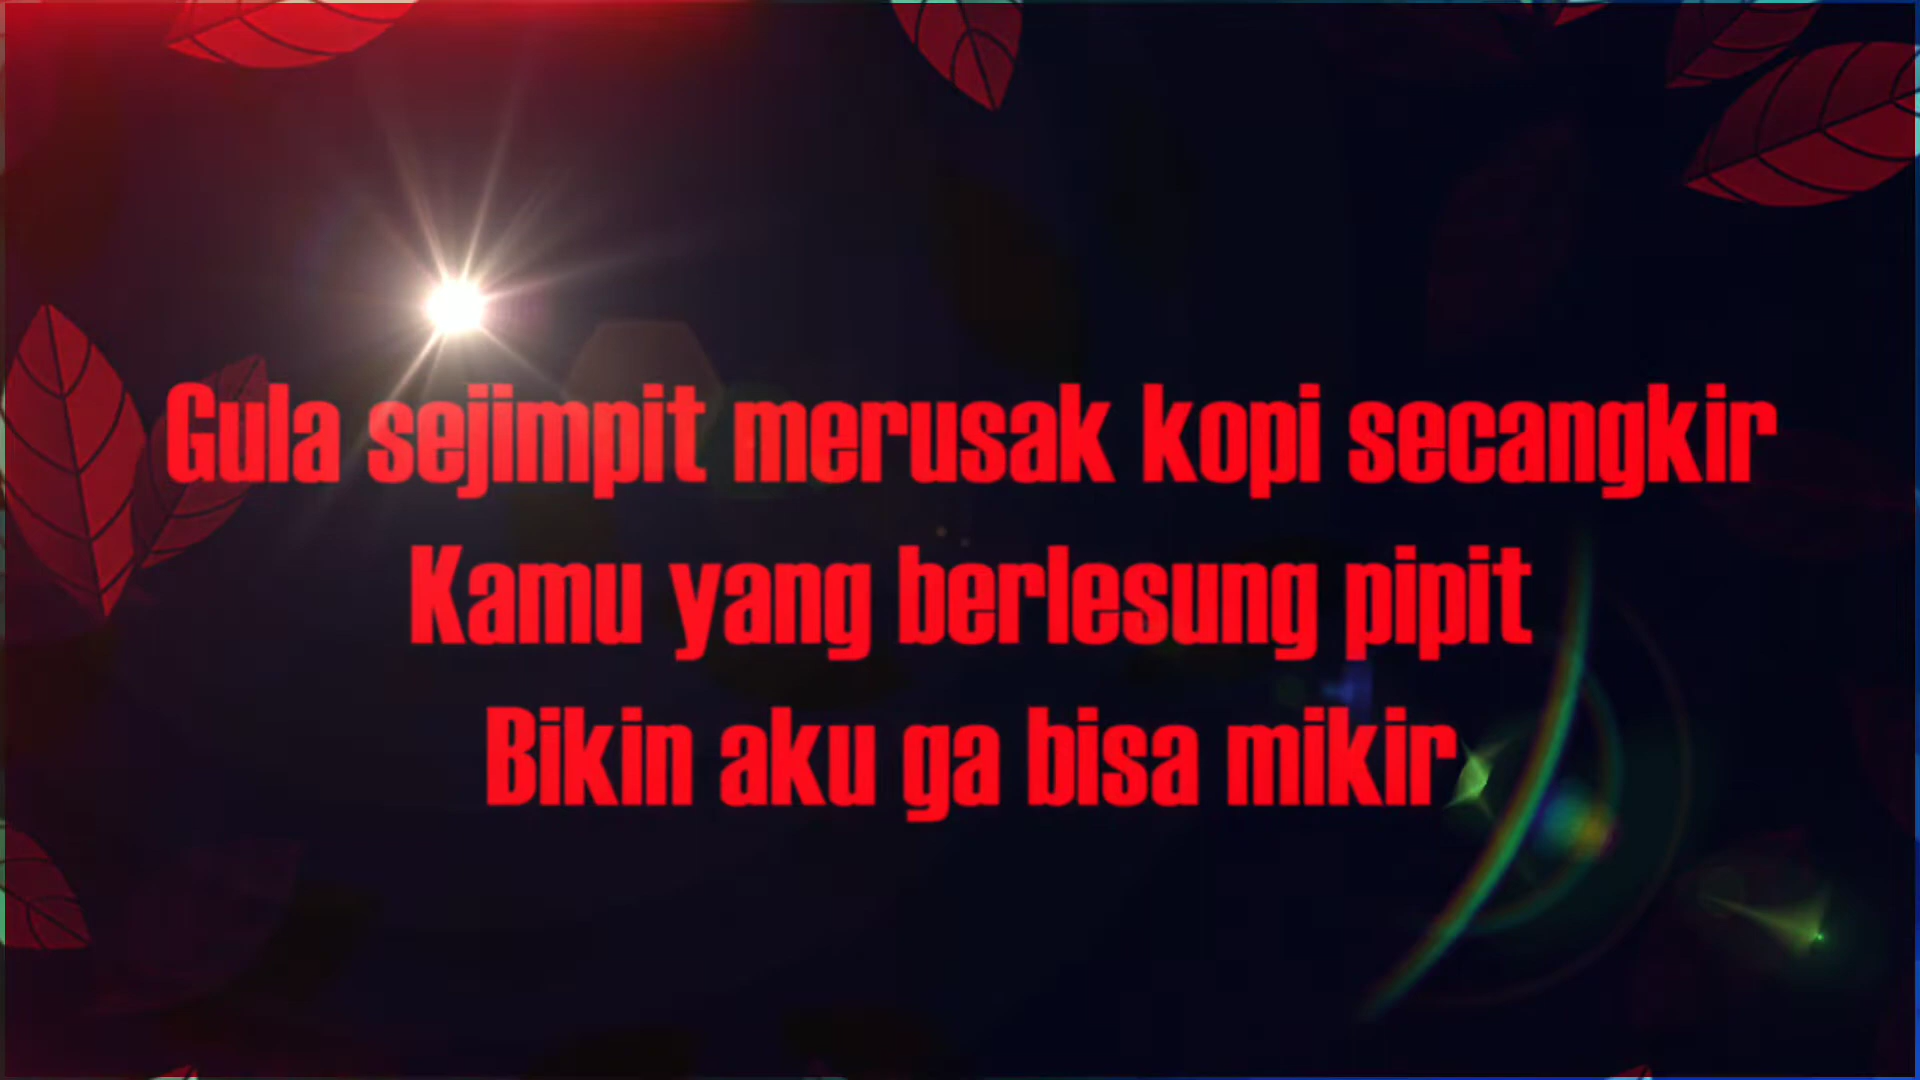 Gula sejimpit merusak kopi secangkir
Kamu yang berlesung pipit
Bikin aku ga bisa mikir